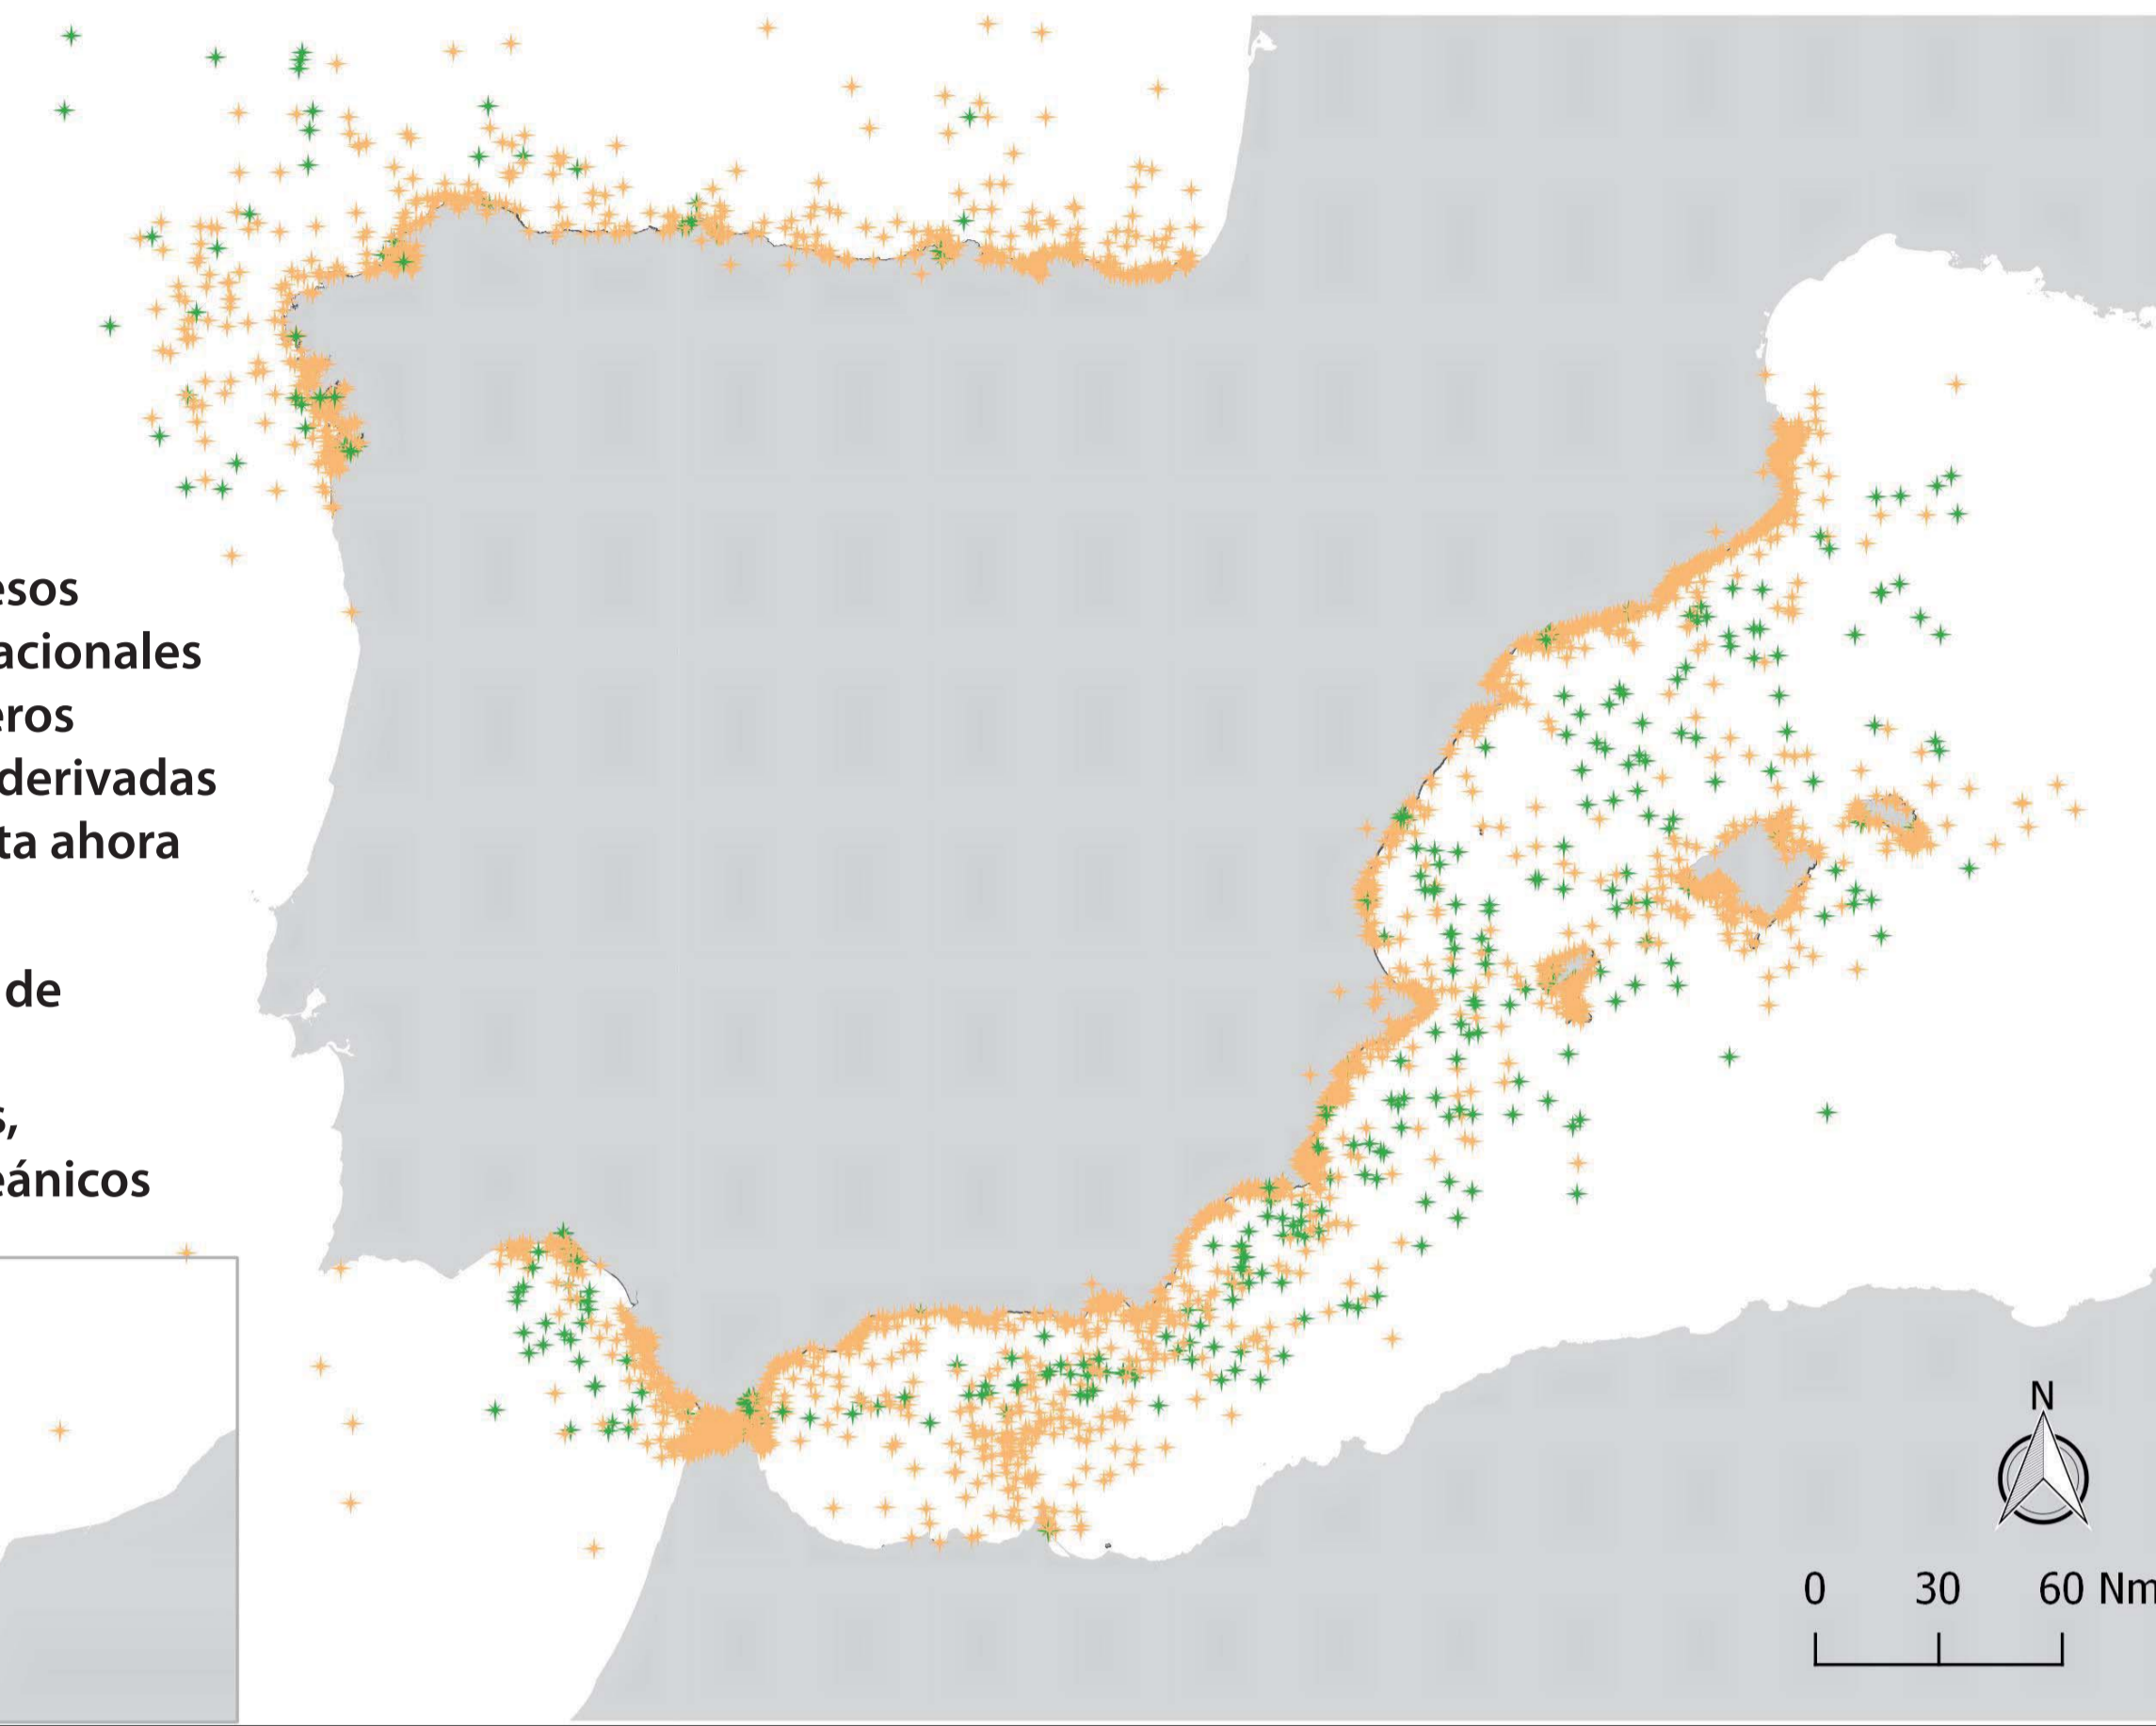 esos
acionales
eros
derivadas
ta ahora
de
s,
eánicos
N
0 30 60 Nm